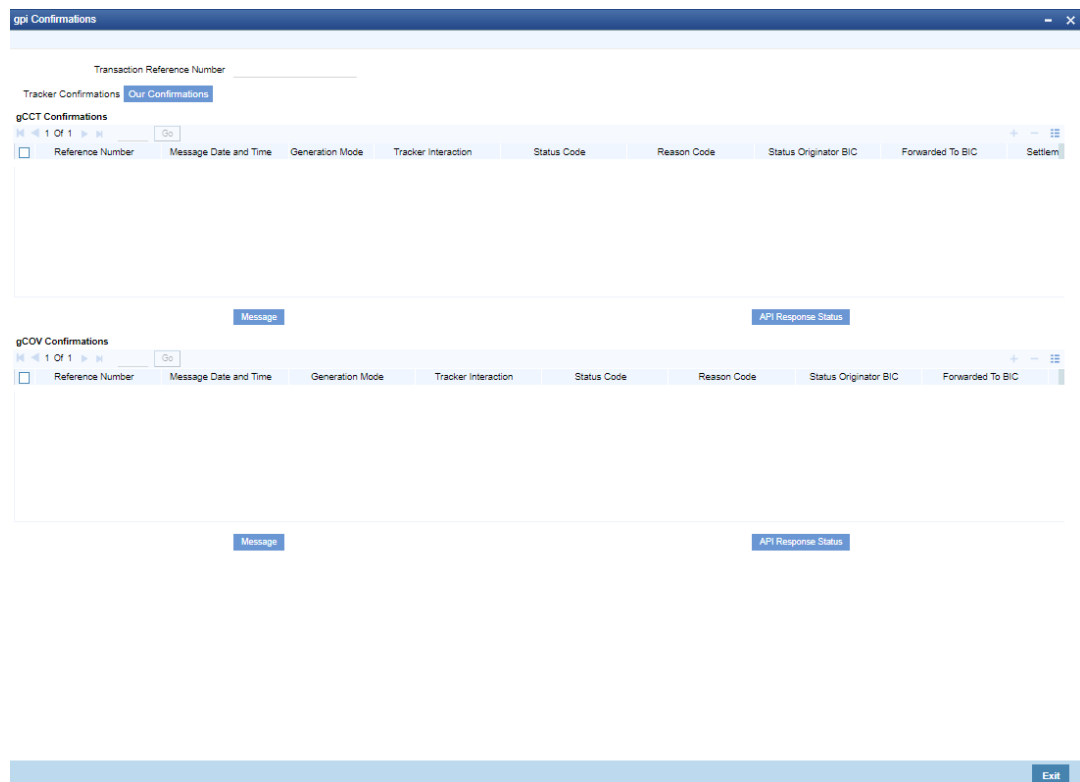 gpi Confirmations
Transaction Reference Number
Tracker Confirmations Our Confirmations
gCCT Confirmations
1 Of 1 Go
Reference Number Message Date and Time Generation Mode Tracker Interaction Status Code Reason Code Status Originator BIC Forwarded To BIC Settlem
Message API Response Status
gCOV Confirmations
1 Of 1 Go
Reference Number Message Date and Time Generation Mode Tracker Interaction Status Code Reason Code Status Originator BIC Forwarded To BIC
Message API Response Status
Exit